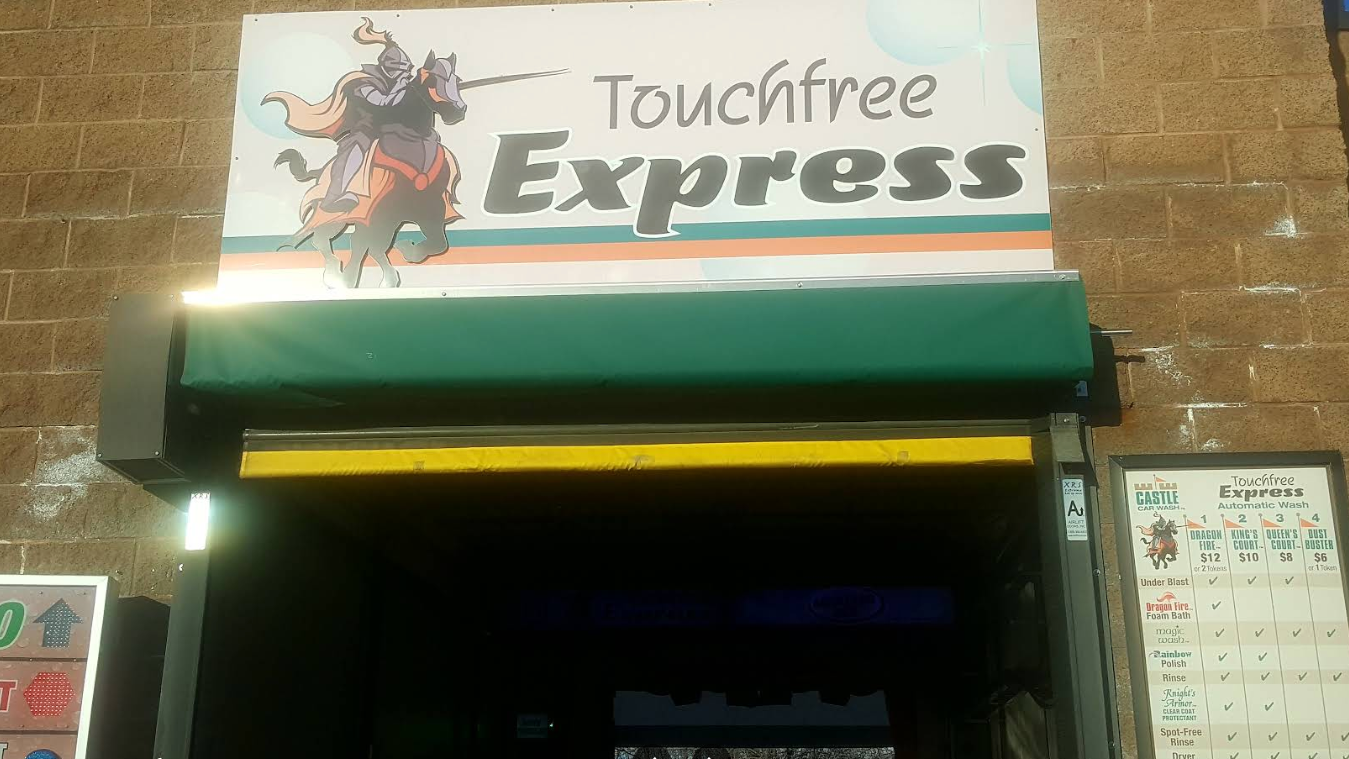 Touchfree
Express
XRS
A
CASTLE
CAR WASH
Touchfree
Express
Automatic Wash
1 2 3 4
DRAGON FIRE KING'S COURT QUEEN'S COURT DUST BUSTER
$12 $10 $8 $6
or 2 Tokens or 1 Token
Under Blast ✓ ✓ ✓
Dragon Fire
Foam Bath ✓
magic
wash ✓ ✓ ✓ ✓
Rainbow
Polish ✓ ✓
Rinse ✓ ✓ ✓ ✓
Knight's
Armor
CLEAR COAT
PROTECTANT ✓ ✓
Spot-Free
Rinse ✓ ✓ ✓ ✓
Dryer ✓ ✓ ✓ ✓
O
T